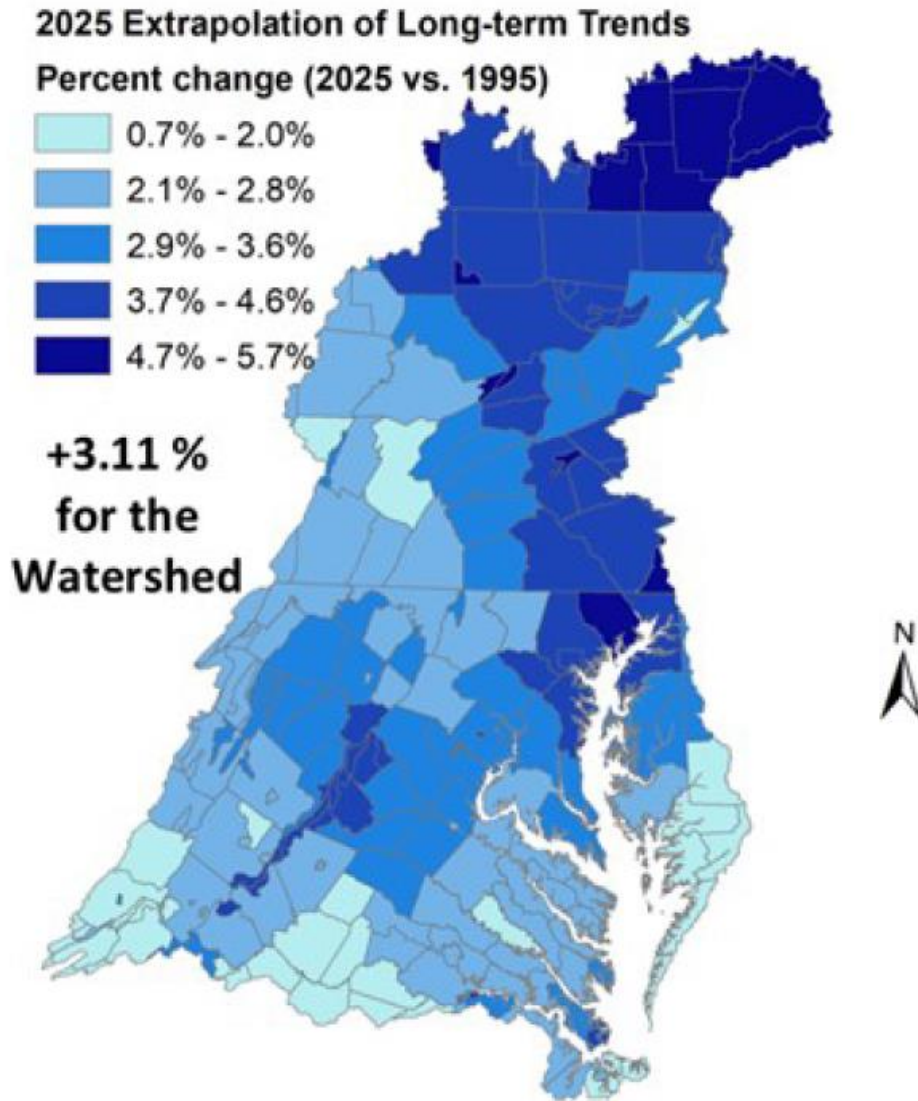 2025 Extrapolation of Long-term Trends
Percent change (2025 vs. 1995)
0.7% - 2.0%
2.1% - 2.8%
2.9% - 3.6%
3.7% - 4.6%
4.7% - 5.7%
+3.11 %
for the
Watershed
N